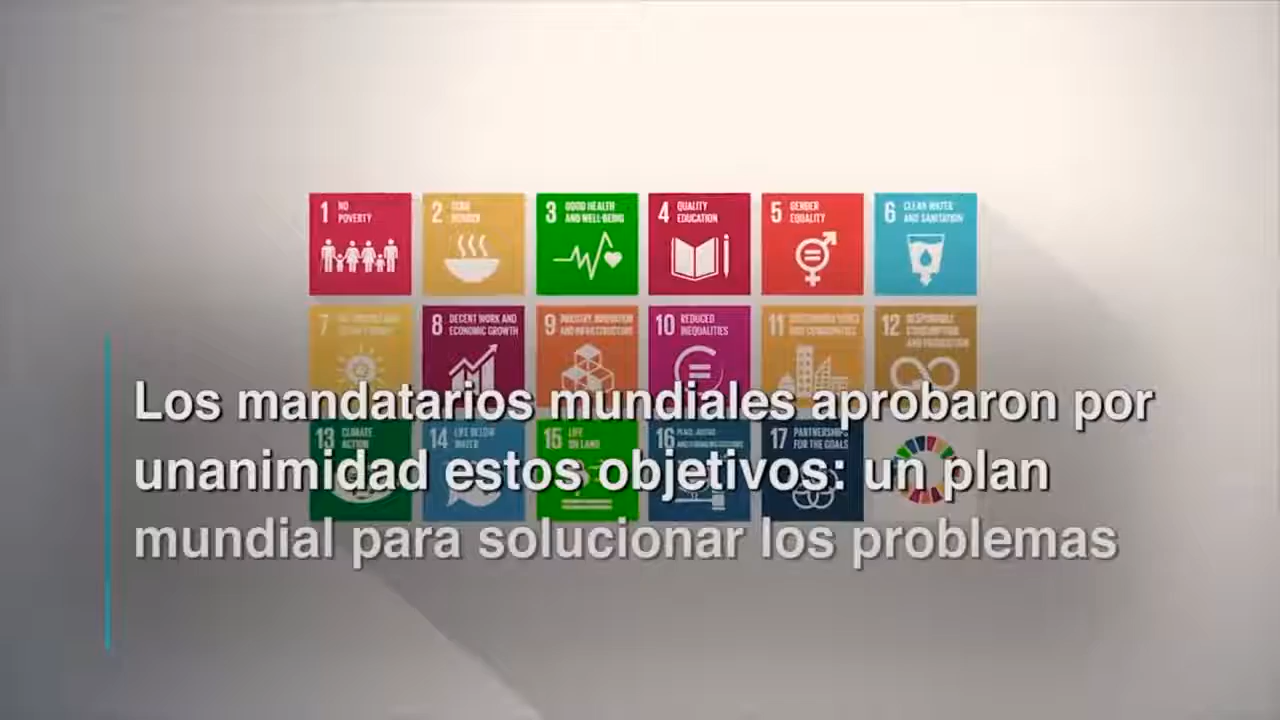 1 NO
POVERTY
2
3 GOOD HEALTH
AND WELL-BEING
4 QUALITY
EDUCATION
5 GENDER
EQUALITY
6 CLEAN WATER
AND SANITATION
7
8 DECENT WORK AND
ECONOMIC GROWTH
9 INDUSTRY, INNOVATION
AND INFRASTRUCTURE
10 REDUCED
INEQUALITIES
11
12 RESPONSIBLE
CONSUMPTION
AND PRODUCTION
Los mandatarios mundiales aprobaron por
13 CLIMATE
ACTION
14 LIFE BELOW
WATER
15 LIFE
ON LAND
16
17 PARTNERSHIPS
FOR THE GOALS
unanimidad estos objetivos: un plan
mundial para solucionar los problemas